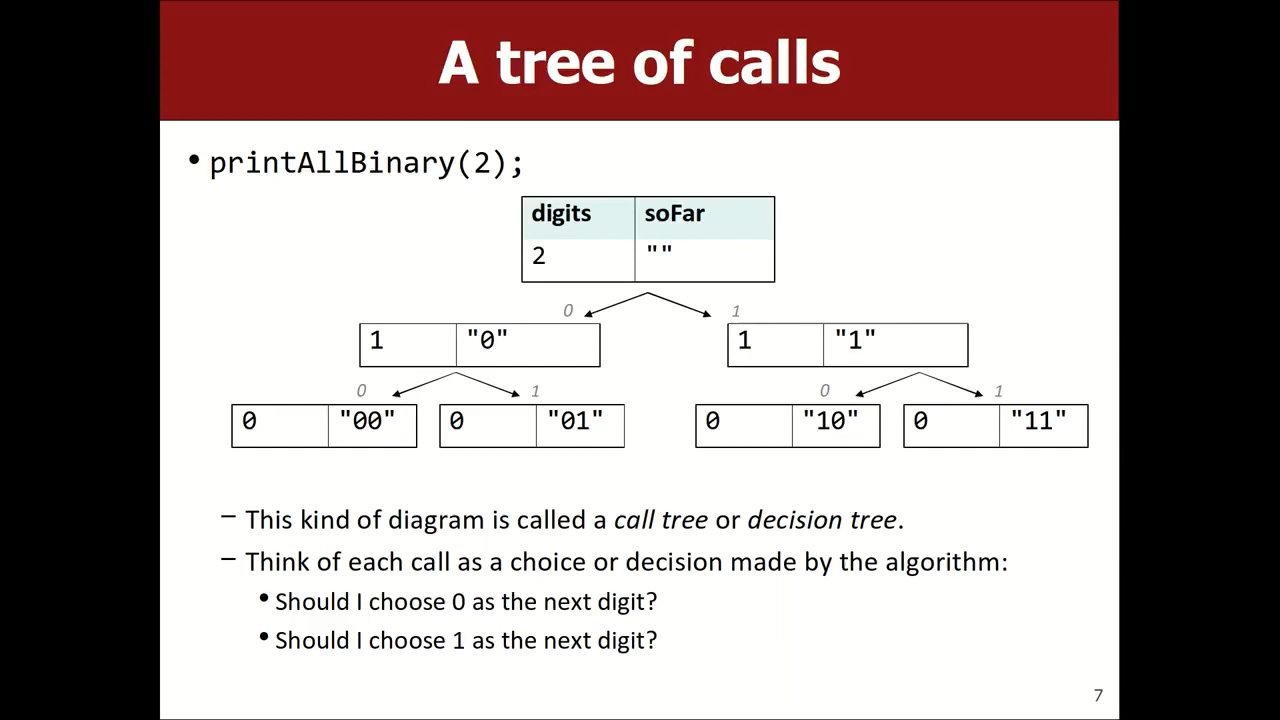 A tree of calls
• printAllBinary(2);
digits soFar
2 ""
0 1
1 "0" 1 "1"
0 1 0 1
0 "00" 0 "01" 0 "10" 0 "11"
– This kind of diagram is called a call tree or decision tree.
– Think of each call as a choice or decision made by the algorithm:
• Should I choose 0 as the next digit?
• Should I choose 1 as the next digit?
7